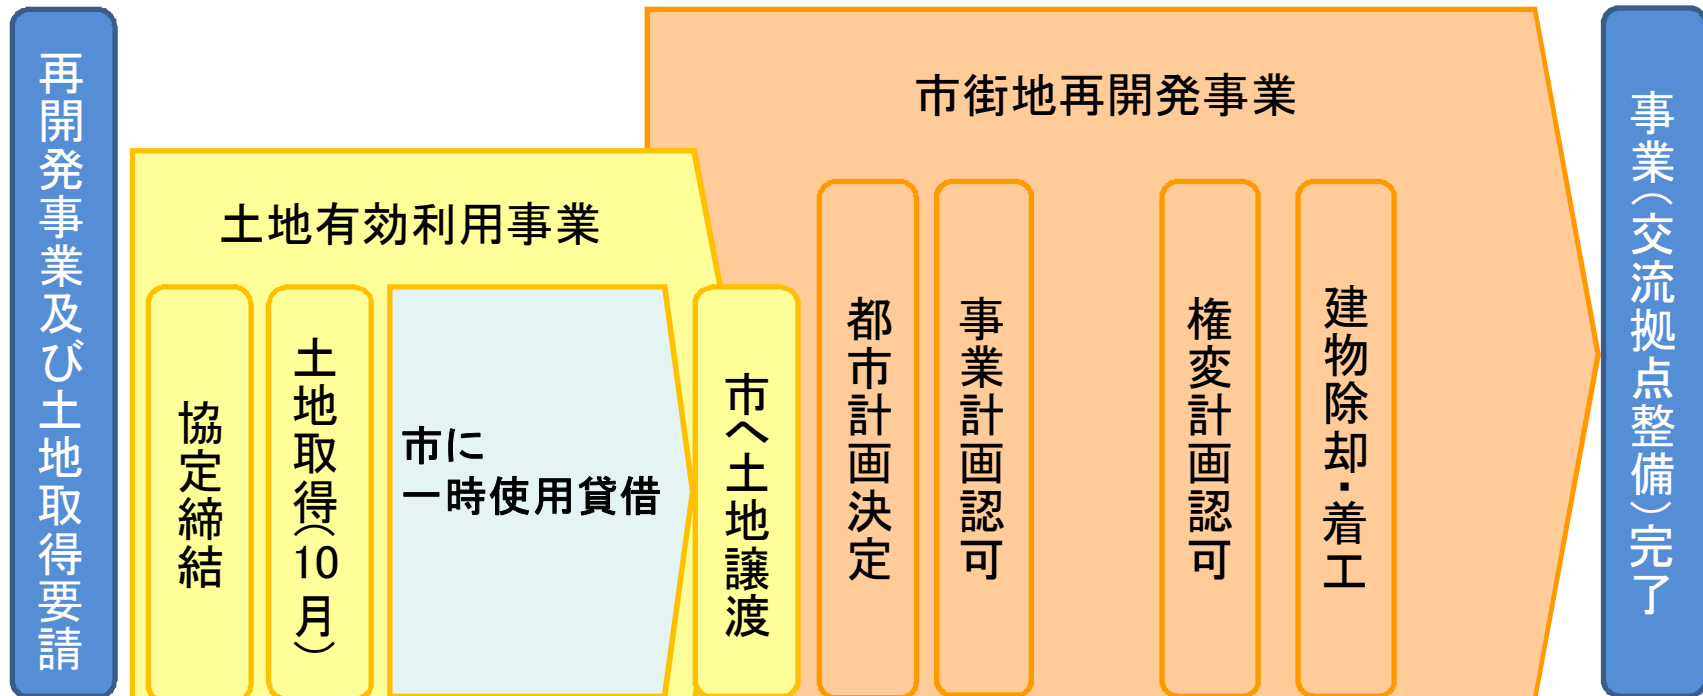 再開発事業及び土地取得要請
土地有効利用事業
協定締結
土地取得（10月）
市に
一時使用貸借
市へ土地譲渡
市街地再開発事業
都市計画決定
事業計画認可
権変計画認可
建物除却・着工
事業（交流拠点整備）完了